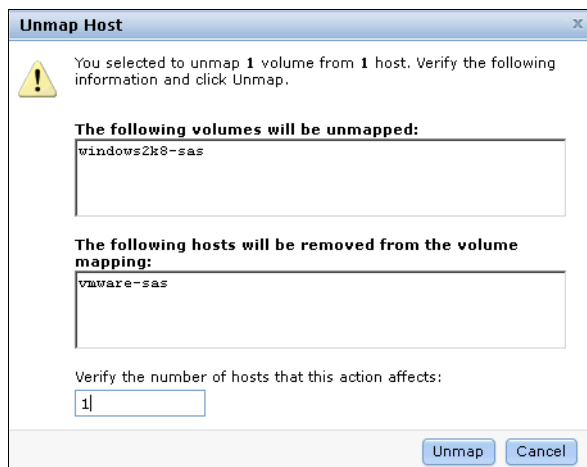 Unmap Host
x
You selected to unmap 1 volume from 1 host. Verify the following
information and click Unmap.
The following volumes will be unmapped:
windows2k8-sas
The following hosts will be removed from the volume
mapping:
vmware-sas
Verify the number of hosts that this action affects:
1
Unmap Cancel